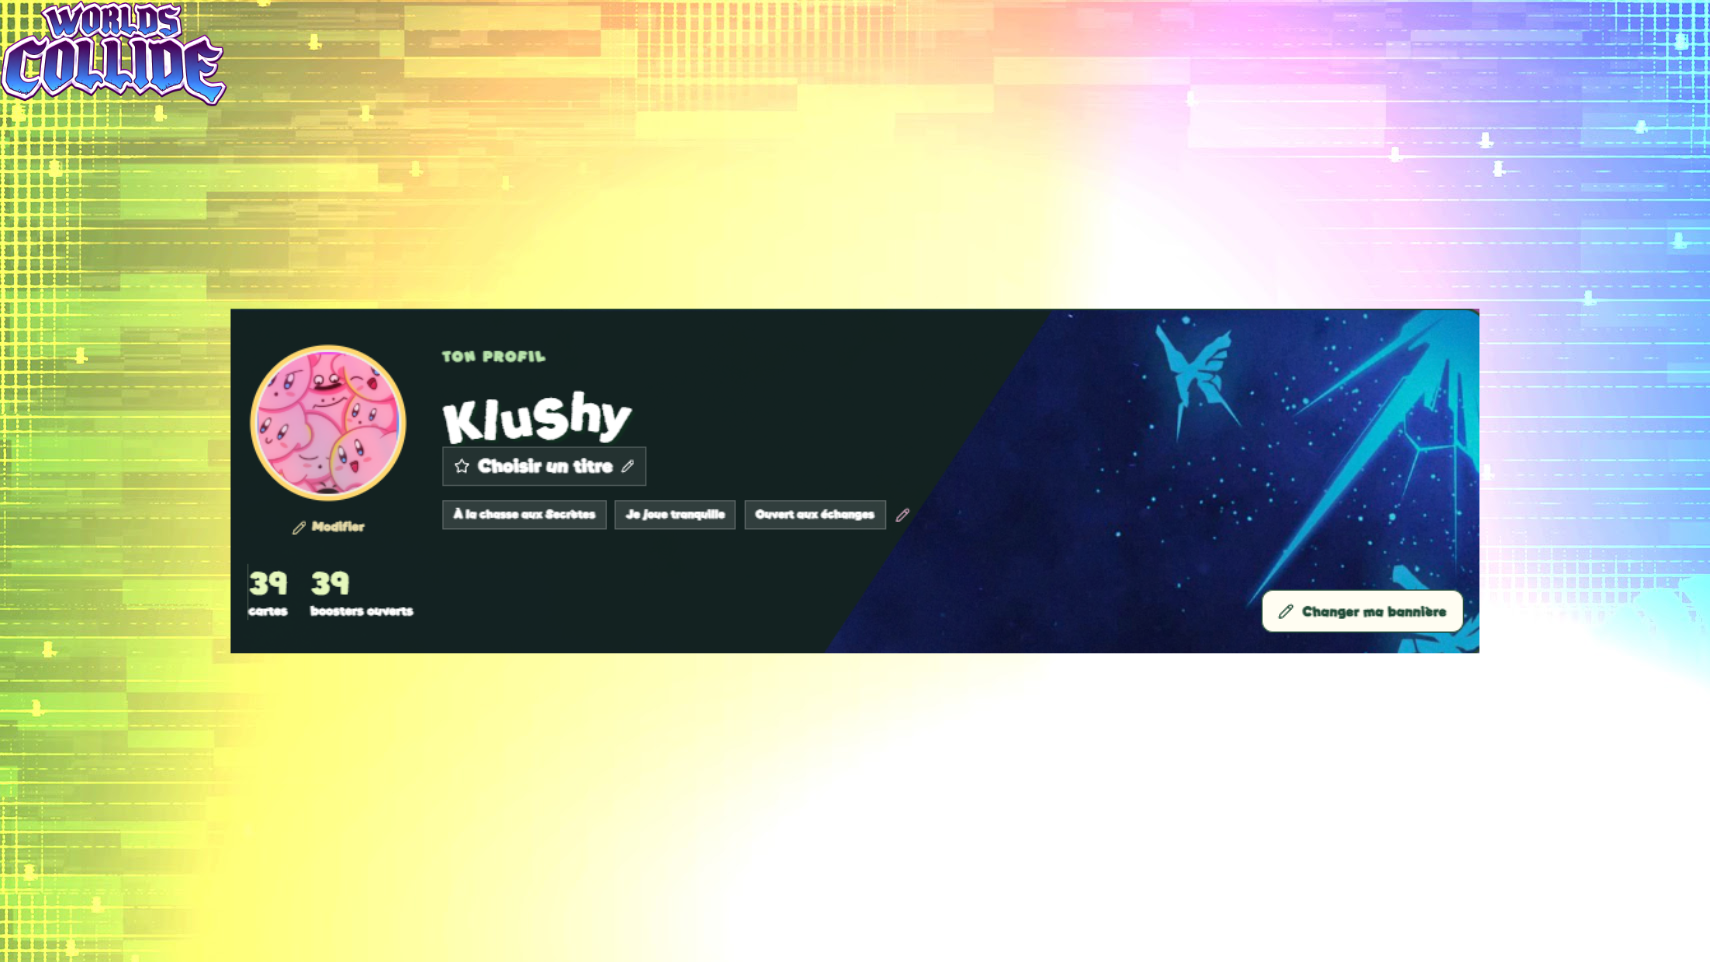 WORLDS
COLLIDE
TON PROFIL
KluShy
Choisir un titre
À la chasse aux Secrètes
Je joue tranquille
Ouvert aux échanges
Modifier
39
cartes
39
boosters ouverts
Changer ma bannière